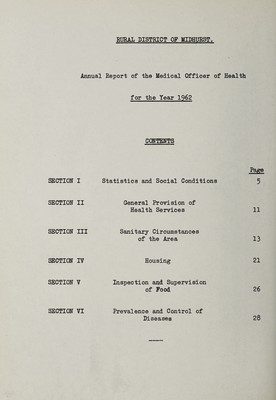 RURAL DISTRICT OF MIDHURST.
Annual Report of the Medical Officer of Health
for the Year 1962
CONTENTS
Page
SECTION I Statistics and Social Conditions 5
SECTION II General Provision of
Health Services 11
SECTION III Sanitary Circumstances
of the Area 13
SECTION IV Housing 21
SECTION V Inspection and Supervision
of Food 26
SECTION VI Prevalence and Control of
Diseases 28